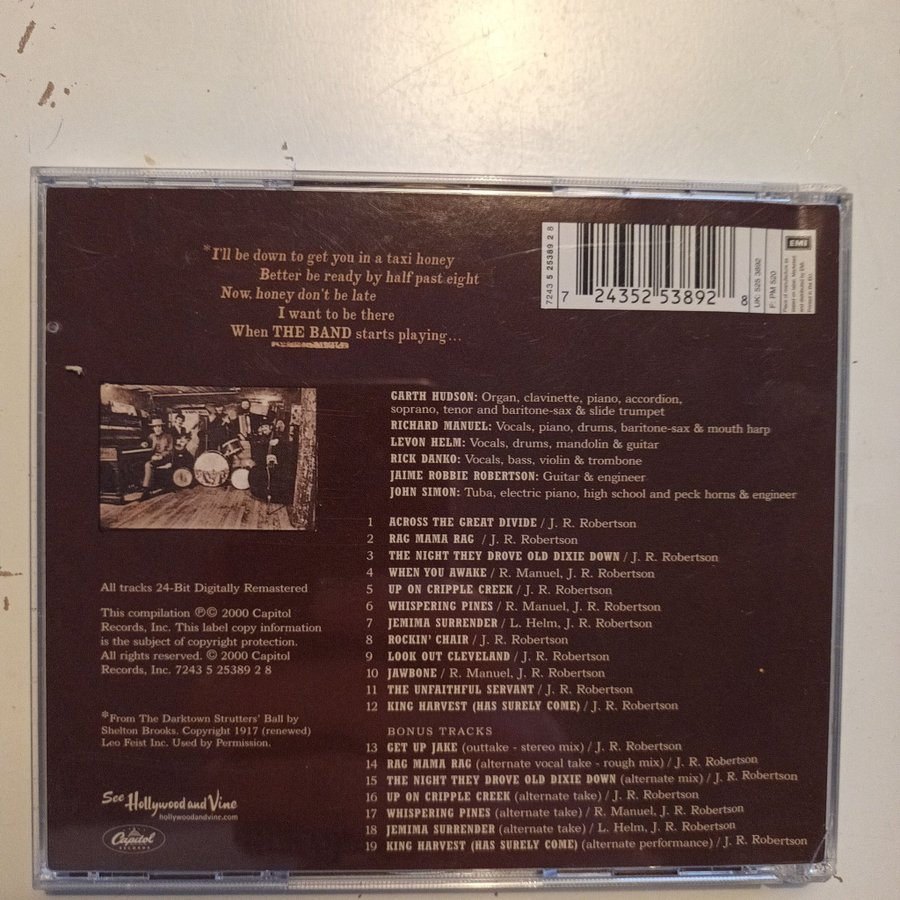 *I'll be down to get you in a taxi honey
Better be ready by half past eight
Now, honey don't be late
I want to be there
When THE BAND starts playing...
7243 5 25389 2 8
7 24352 53892 8
UK: 525 3892
F: PM 520
EMI
GARTH HUDSON: Organ, clavinette, piano, accordion,
soprano, tenor and baritone-sax & slide trumpet
RICHARD MANUEL: Vocals, piano, drums, baritone-sax & mouth harp
LEVON HELM: Vocals, drums, mandolin & guitar
RICK DANKO: Vocals, bass, violin & trombone
JAIME ROBBIE ROBERTSON: Guitar & engineer
JOHN SIMON: Tuba, electric piano, high school and peck horns & engineer
1 ACROSS THE GREAT DIVIDE / J. R. Robertson
2 RAG MAMA RAG / J. R. Robertson
3 THE NIGHT THEY DROVE OLD DIXIE DOWN / J. R. Robertson
4 WHEN YOU AWAKE / R. Manuel, J. R. Robertson
5 UP ON CRIPPLE CREEK / J. R. Robertson
6 WHISPERING PINES / R. Manuel, J. R. Robertson
7 JEMIMA SURRENDER / L. Helm, J. R. Robertson
8 ROCKIN' CHAIR / J. R. Robertson
9 LOOK OUT CLEVELAND / J. R. Robertson
10 JAWBONE / R. Manuel, J. R. Robertson
11 THE UNFAITHFUL SERVANT / J. R. Robertson
12 KING HARVEST (HAS SURELY COME) / J. R. Robertson
BONUS TRACKS
13 GET UP JAKE (outtake - stereo mix) / J. R. Robertson
14 RAG MAMA RAG (alternate vocal take - rough mix) / J. R. Robertson
15 THE NIGHT THEY DROVE OLD DIXIE DOWN (alternate mix) / J. R. Robertson
16 UP ON CRIPPLE CREEK (alternate take) / J. R. Robertson
17 WHISPERING PINES (alternate take) / R. Manuel, J. R. Robertson
18 JEMIMA SURRENDER (alternate take) / L. Helm, J. R. Robertson
19 KING HARVEST (HAS SURELY COME) (alternate performance) / J. R. Robertson
All tracks 24-Bit Digitally Remastered
This compilation ℗© 2000 Capitol
Records, Inc. This label copy information
is the subject of copyright protection.
All rights reserved. © 2000 Capitol
Records, Inc. 7243 5 25389 2 8
*From The Darktown Strutters' Ball by
Shelton Brooks. Copyright 1917 (renewed)
Leo Feist Inc. Used by Permission.
See Hollywood and Vine
hollywoodandvine.com
Capitol
RECORDS